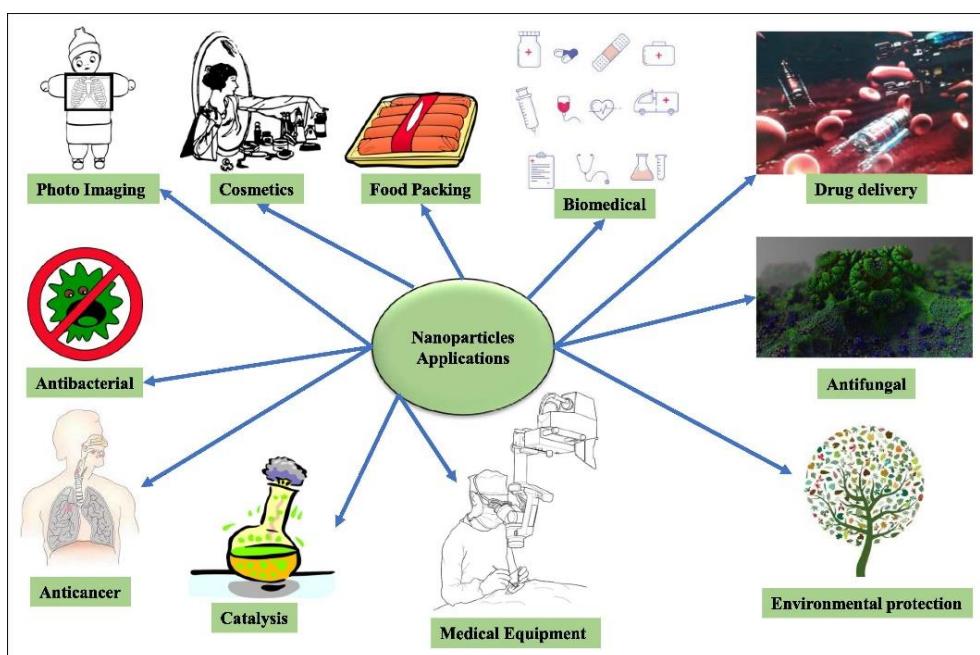 Photo Imaging
Cosmetics
Food Packing
Biomedical
Drug delivery
Nanoparticles
Applications
Antibacterial
Antifungal
Anticancer
Catalysis
Medical Equipment
Environmental protection